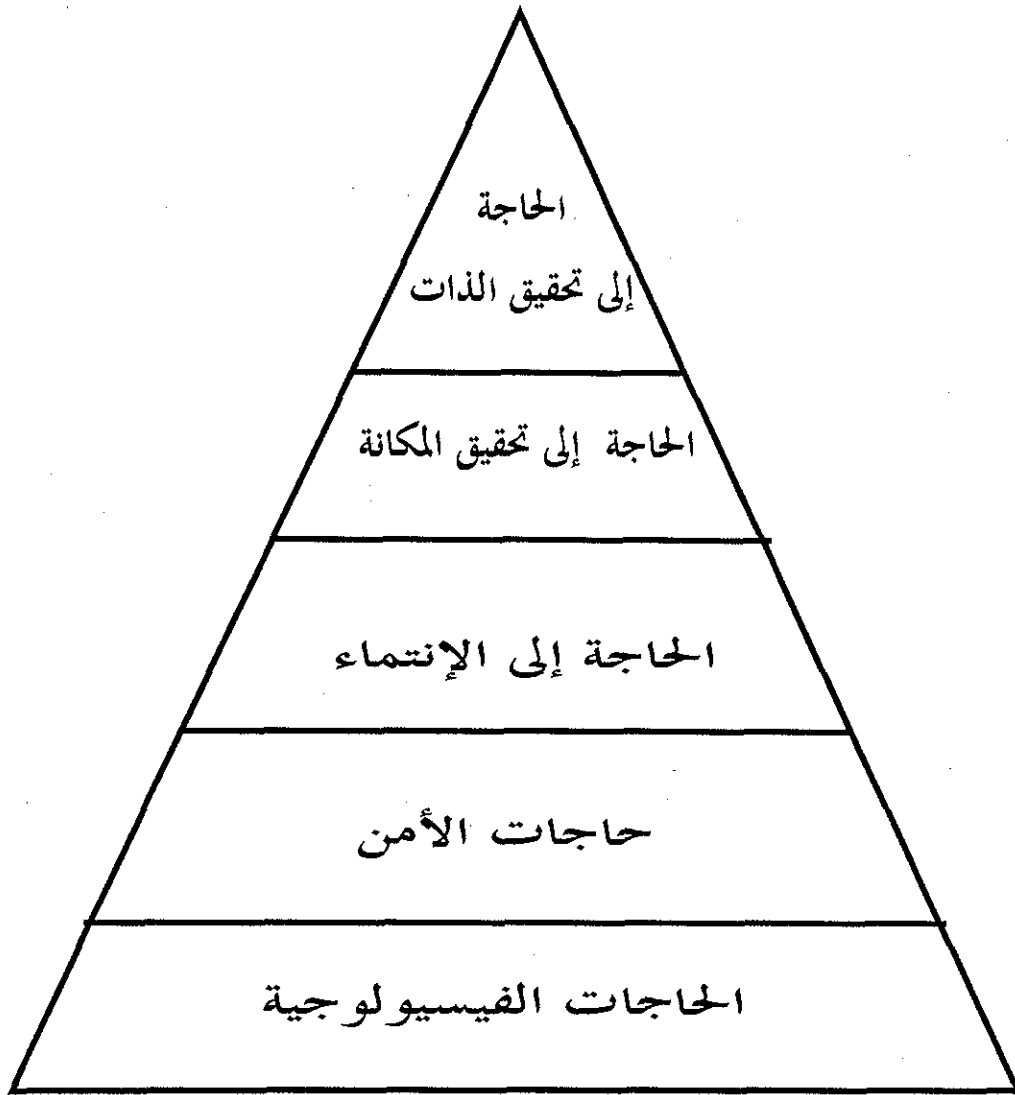 الحاجة
إلى تحقيق الذات
الحاجة إلى تحقيق المكانة
الحاجة إلى الإنتماء
حاجات الأمن
الحاجات الفيسيولوجية